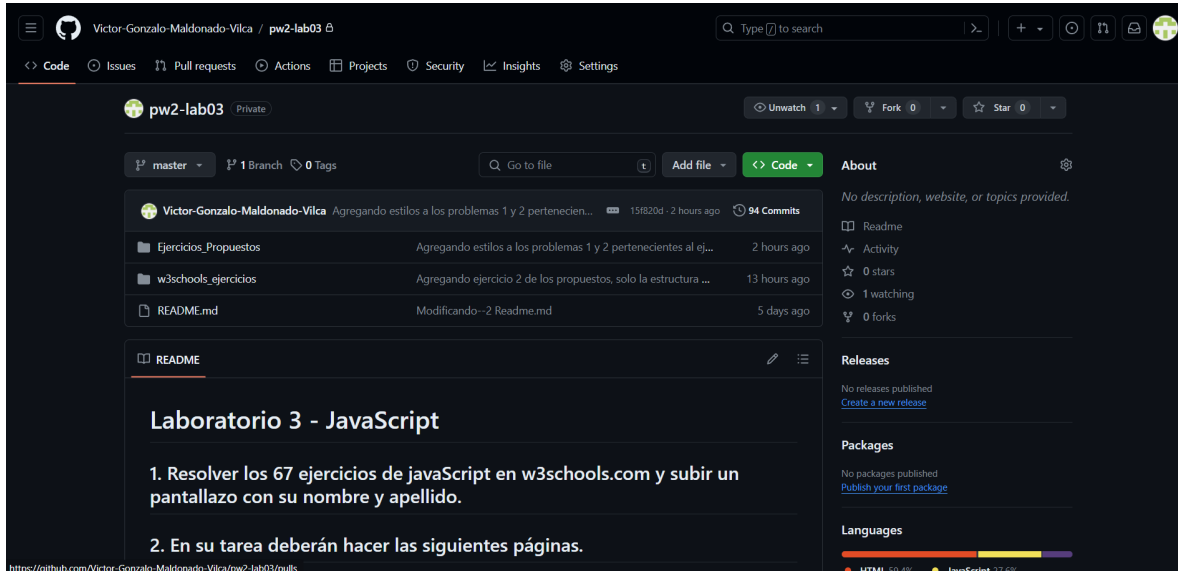 Victor-Gonzalo-Maldonado-Vilca / pw2-lab03
Type / to search
Code Issues Pull requests Actions Projects Security Insights Settings
pw2-lab03 Private
Unwatch 1 Fork 0 Star 0
master 1 Branch 0 Tags Go to file t Add file Code
Victor-Gonzalo-Maldonado-Vilca Agregando estilos a los problemas 1 y 2 pertenecien... 15f820d · 2 hours ago 94 Commits
Ejercicios_Propuestos Agregando estilos a los problemas 1 y 2 pertenecientes al ej... 2 hours ago
w3schools_ejercicios Agregando ejercicio 2 de los propuestos, solo la estructura ... 13 hours ago
README.md Modificando--2 Readme.md 5 days ago
README
Laboratorio 3 - JavaScript
1. Resolver los 67 ejercicios de javaScript en w3schools.com y subir un
pantallazo con su nombre y apellido.
2. En su tarea deberán hacer las siguientes páginas.
About
No description, website, or topics provided.
Readme
Activity
0 stars
1 watching
0 forks
Releases
No releases published
Create a new release
Packages
No packages published
Publish your first package
Languages
HTML 59.4% JavaScript 27.6%
https://github.com/Victor-Gonzalo-Maldonado-Vilca/pw2-lab03/pulls